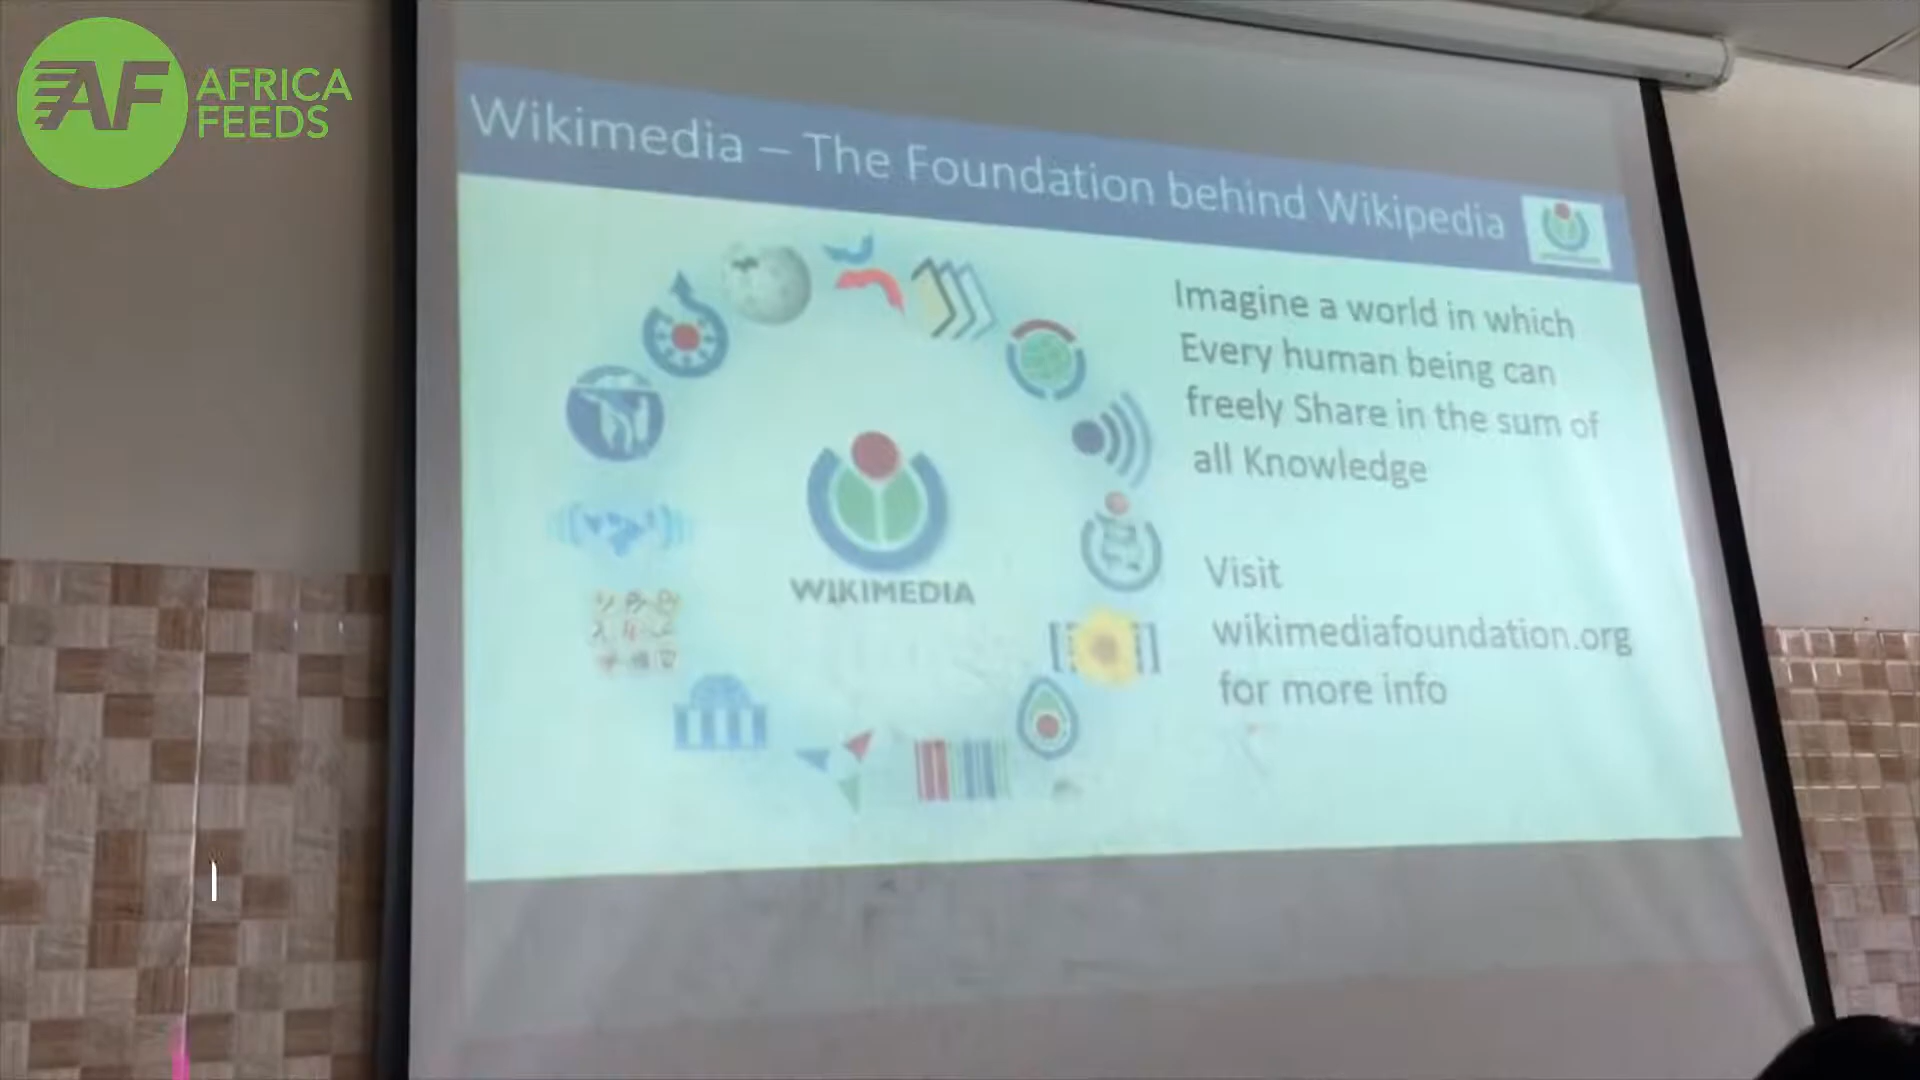 AF AFRICA
FEEDS
Wikimedia – The Foundation behind Wikipedia
Imagine a world in which
Every human being can
freely Share in the sum of
all Knowledge
WIKIMEDIA
Visit
wikimediafoundation.org
for more info